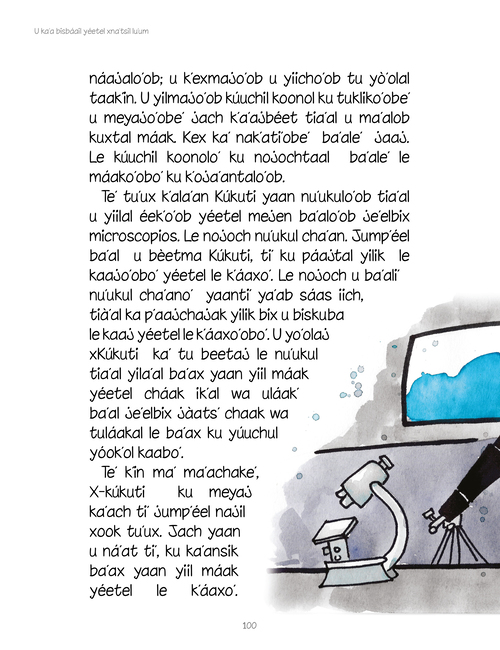 U ka'a bisbáail yéetel xna'tsil lu'um
náajalo'ob; u k'exmajo'ob u yiicho'ob tu yò'olal
taak'in. U yilmajo'ob kúuchil koonol ku tukliko'obe'
u meyajo'obe' jach k'a'ajbéet tia'al u ma'alob
kuxtal máak. Kex ka' nak'ati'obe' ba'ale' jaaj.
Le kúuchil koonolo' ku nojochtaal ba'ale' le
máako'obo' ku k'oja'antalo'ob.
Te' tu'ux k'ala'an Kúkuti yaan nu'ukulo'ob tia'al
u yiilal éek'o'ob yéetel mejen ba'alo'ob je'elbix
microscopios. Le nojoch nu'ukul cha'an. Jump'éel
ba'al u bèetma Kúkuti, ti' ku páajtal yilik le
kaajo'obo' yéetel le k'áaxo'. Le nojoch u ba'ali'
nu'ukul cha'ano' yaanti' ya'ab sáas iich,
tià'al ka p'aajchajak yilik bix u biskuba
le kaaj yéetel le k'áaxo'obo'. U yo'olaj
xKúkuti ka' tu beetaj le nu'ukul
tia'al yila'al ba'ax yaan yiil máak
yéetel cháak ik'al wa uláak'
ba'al je'elbix jàats' chaak wa
tuláakal le ba'ax ku yúuchul
yóok'ol kaabo'.
Te' k'in ma' ma'achake',
X-kúkuti ku meyaj
ka'ach ti' jump'éel najil
xook tu'ux. Jach yaan
u ná'at ti', ku ka'ansik
ba'ax yaan yiil máak
yéetel le k'áaxo'.
100